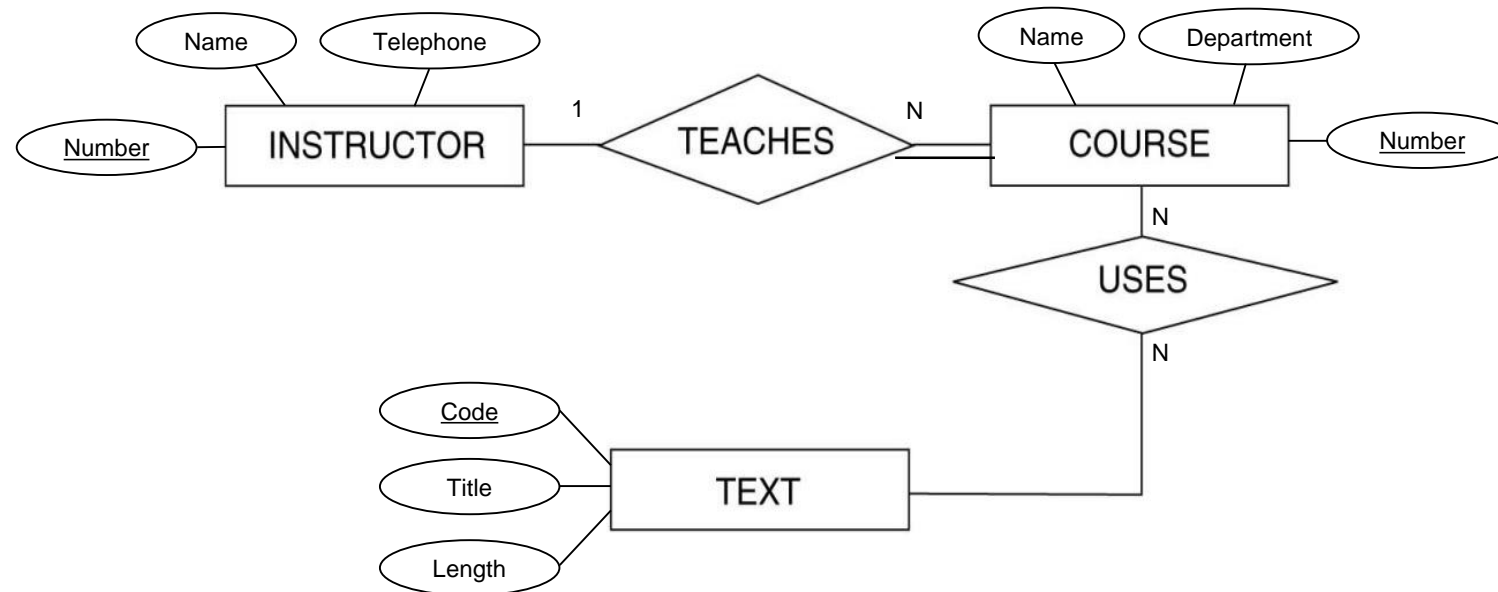 Name
Telephone
Name
Department
Number
INSTRUCTOR
1
TEACHES
N
COURSE
Number
N
USES
N
Code
Title
TEXT
Length